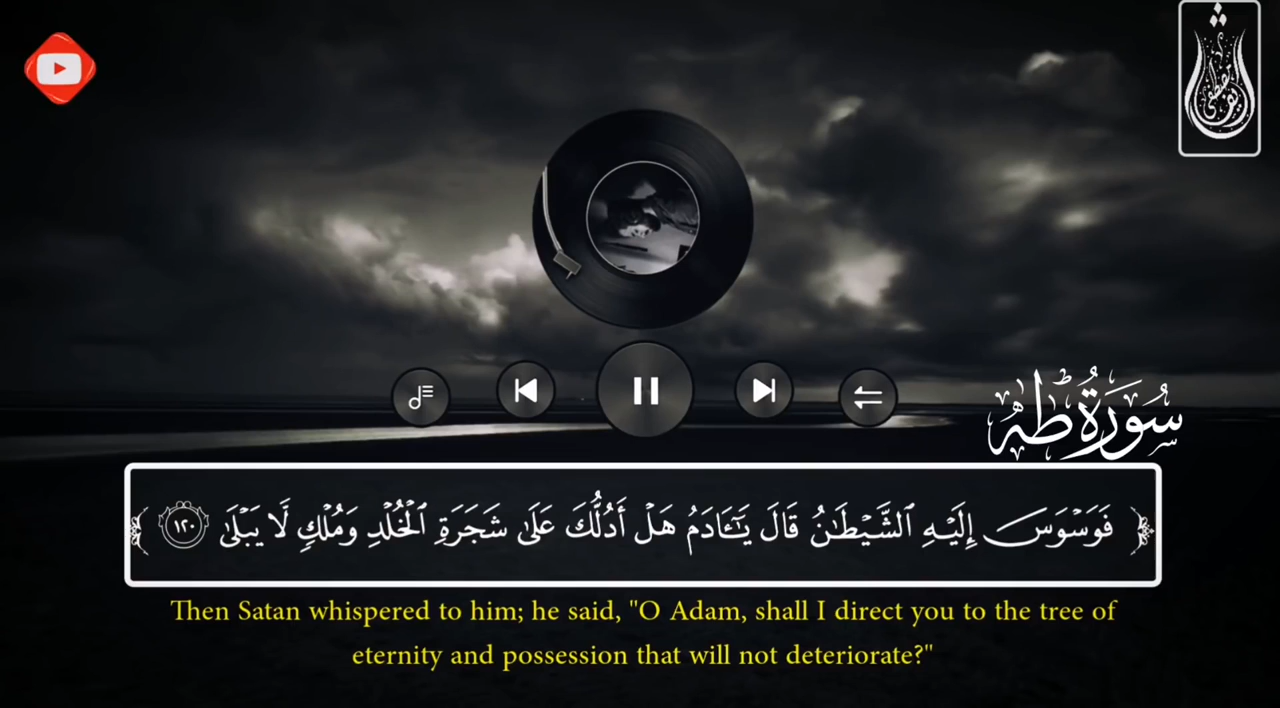 سُورَةُ طه
فَوَسْوَسَ إِلَيْهِ ٱلشَّيْطَٰنُ قَالَ يَٰٓـَٔادَمُ هَلْ أَدُلُّكَ عَلَىٰ شَجَرَةِ ٱلْخُلْدِ وَمُلْكٍ لَّا يَبْلَىٰ ١٢٠
Then Satan whispered to him; he said, "O Adam, shall I direct you to the tree of
eternity and possession that will not deteriorate?"